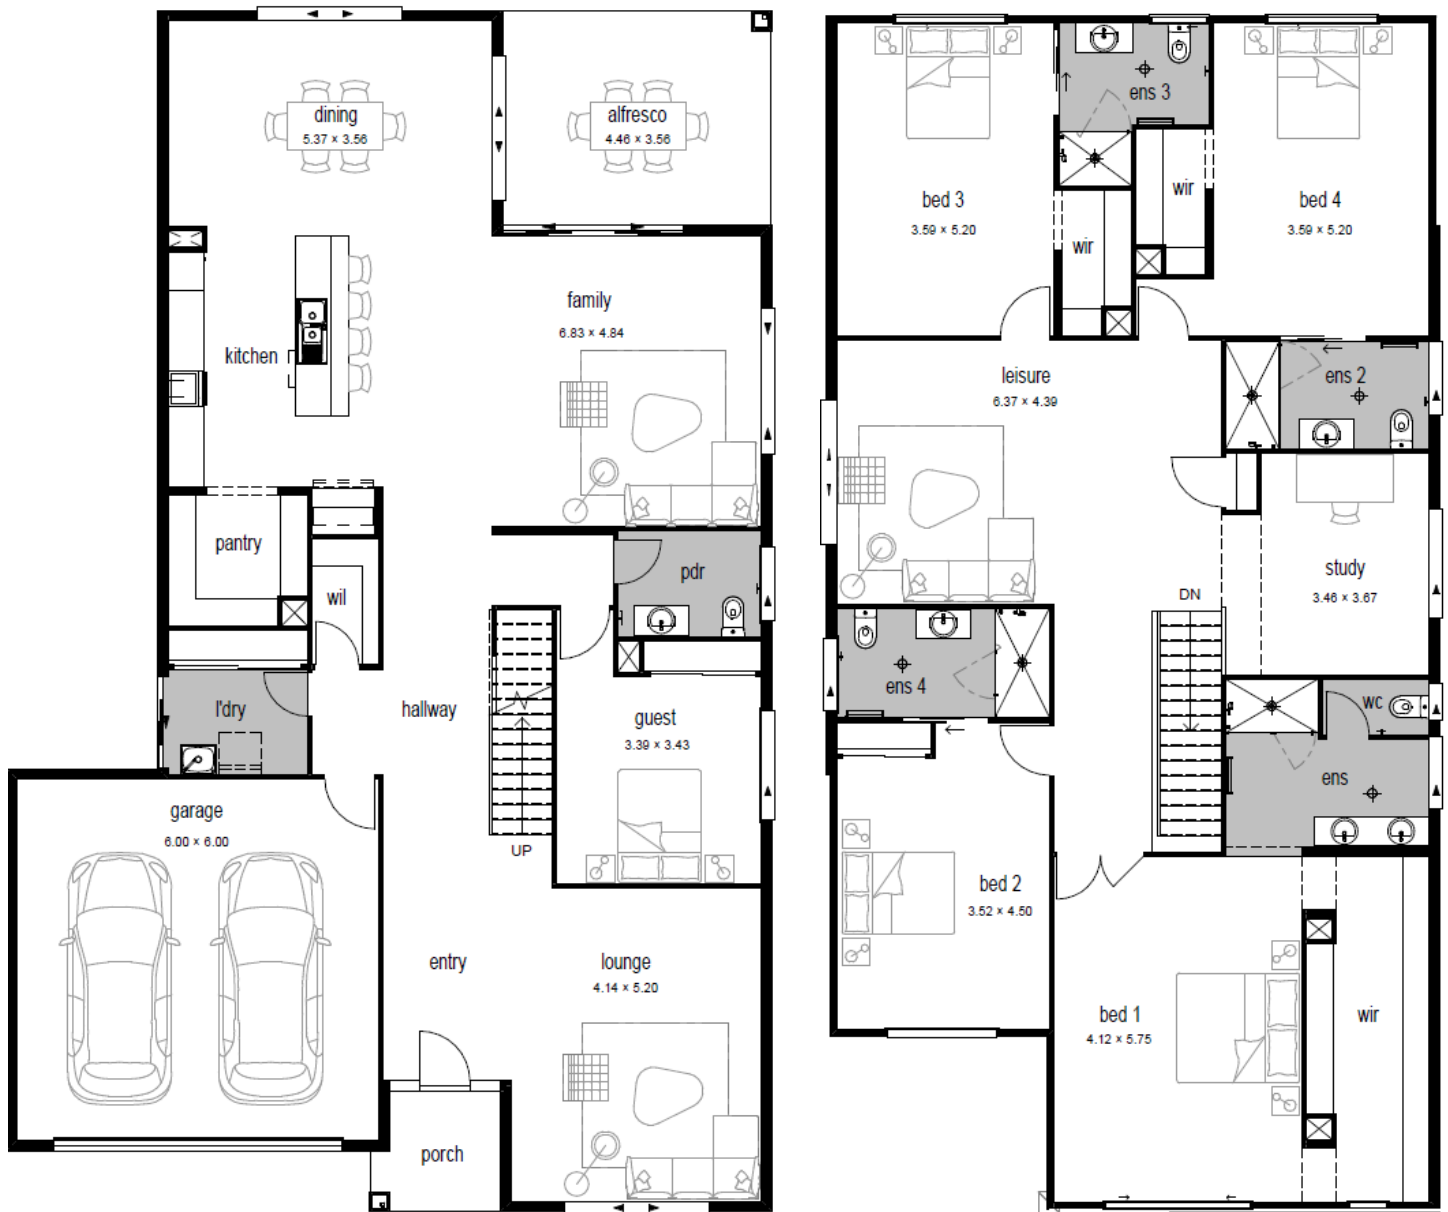 dining
5.37 × 3.56
alfresco
4.46 × 3.56
family
6.83 × 4.84
kitchen
pantry
wil
pdr
l'dry
hallway
guest
3.39 × 3.43
garage
6.00 × 6.00
UP
entry
lounge
4.14 × 5.20
porch
ens 3
bed 3
3.59 × 5.20
wir
wir
bed 4
3.59 × 5.20
leisure
6.37 × 4.39
ens 2
study
3.46 × 3.67
DN
ens 4
wc
ens
bed 2
3.52 × 4.50
bed 1
4.12 × 5.75
wir